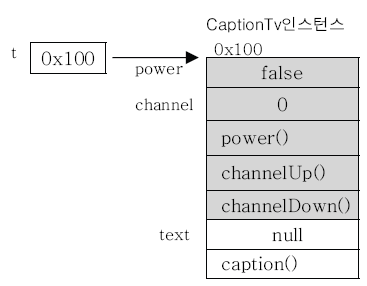 CaptionTv인스턴스
t
0x100
0x100
power
false
channel
0
power()
channelUp()
channelDown()
text
null
caption()